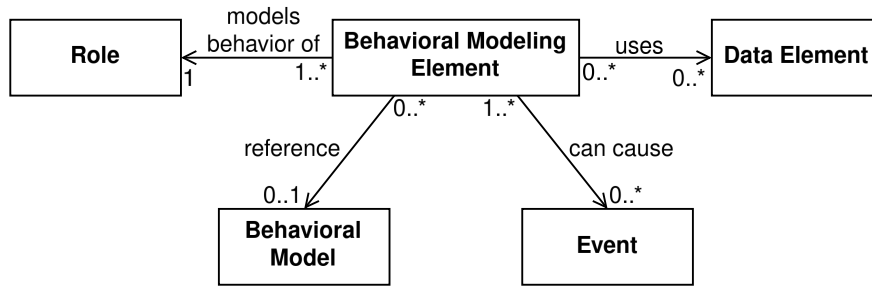 models
behavior of
Role
Behavioral Modeling
Element
uses
Data Element
1
1..*
0..*
0..*
0..*
1..*
reference
can cause
0..1
0..*
Behavioral
Model
Event